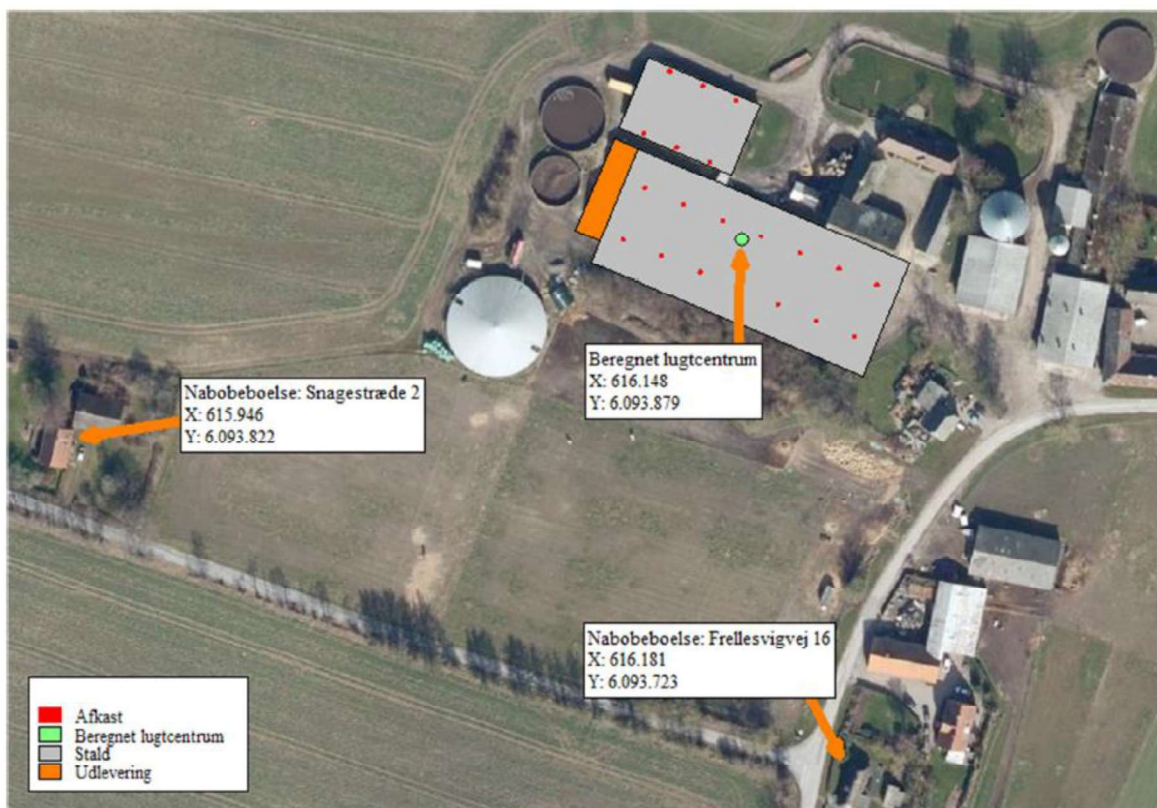 Beregnet lugtcentrum
X: 616.148
Y: 6.093.879
Nabobeboelse: Snagestræde 2
X: 615.946
Y: 6.093.822
Nabobeboelse: Frellesvigvej 16
X: 616.181
Y: 6.093.723
Afkast
Beregnet lugtcentrum
Stald
Udlevering